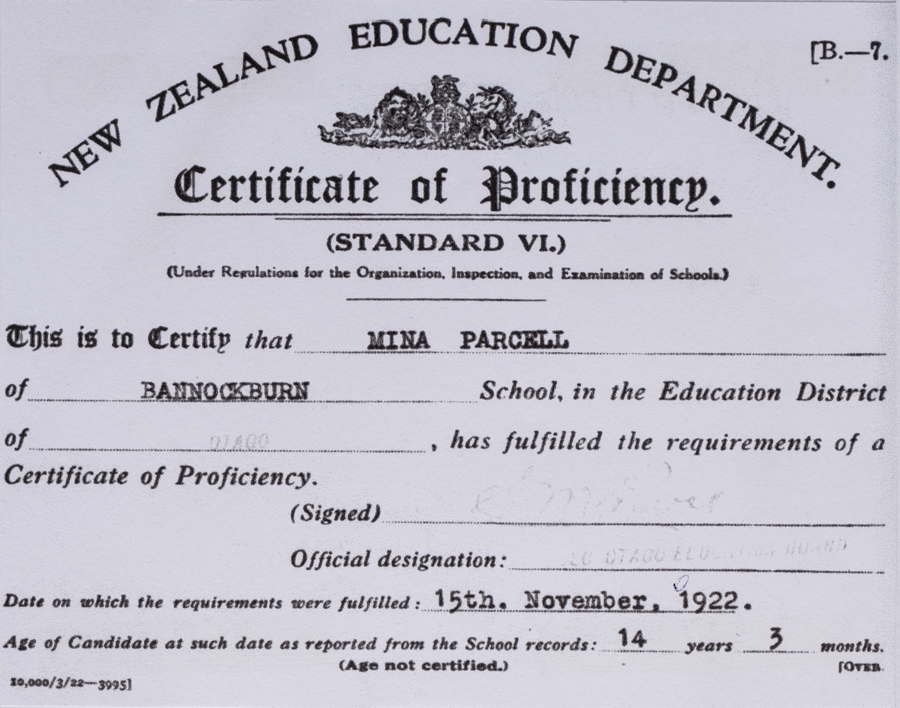 [B.—7.
NEW ZEALAND EDUCATION DEPARTMENT.
Certificate of Proficiency.
(STANDARD VI.)
(Under Regulations for the Organization, Inspection, and Examination of Schools.)
This is to Certify that MINA PARCELL
of BANNOCKBURN School, in the Education District
of OTAGO, has fulfilled the requirements of a
Certificate of Proficiency.
(Signed)
Official designation: OTAGO EDUCATION BOARD
Date on which the requirements were fulfilled: 15th. November, 1922.
Age of Candidate at such date as reported from the School records: 14 years 3 months.
(Age not certified.)
[OVER.
10,000/3/22—3995]